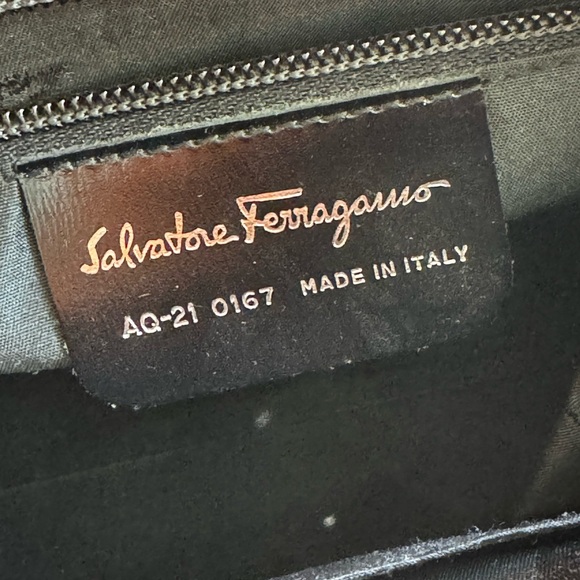 Salvatore Ferragamo
AQ-21 0167 MADE IN ITALY